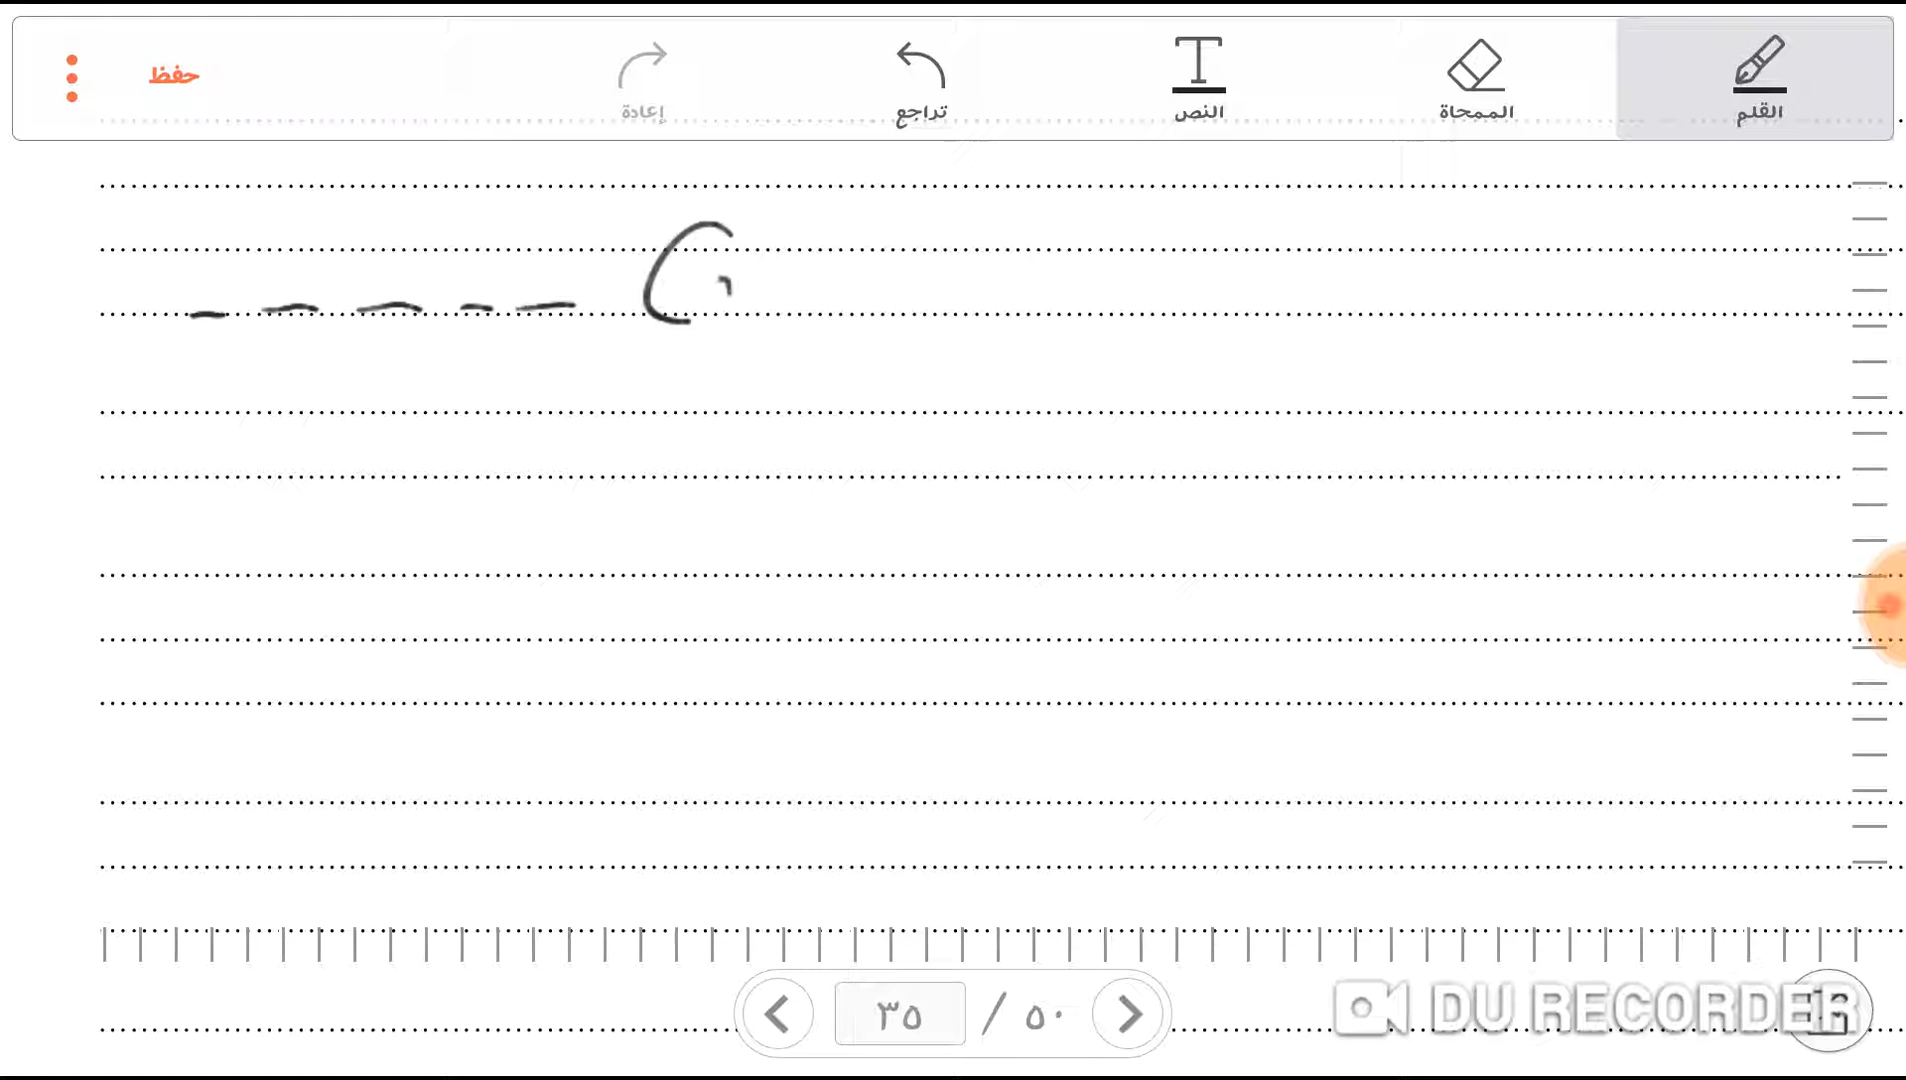 القلم الممحاة النص تراجع إعادة حفظ
_ _ _ _ _ (
٣٥ / ٥٠
DU RECORDER